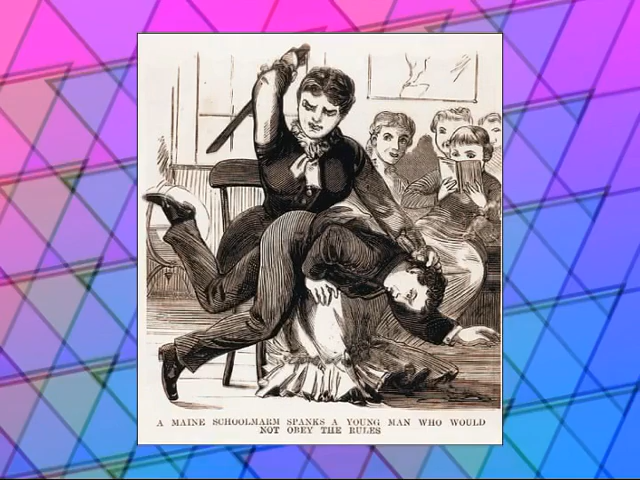 A MAINE SCHOOLMARM SPANKS A YOUNG MAN WHO WOULD
NOT OBEY THE RULES